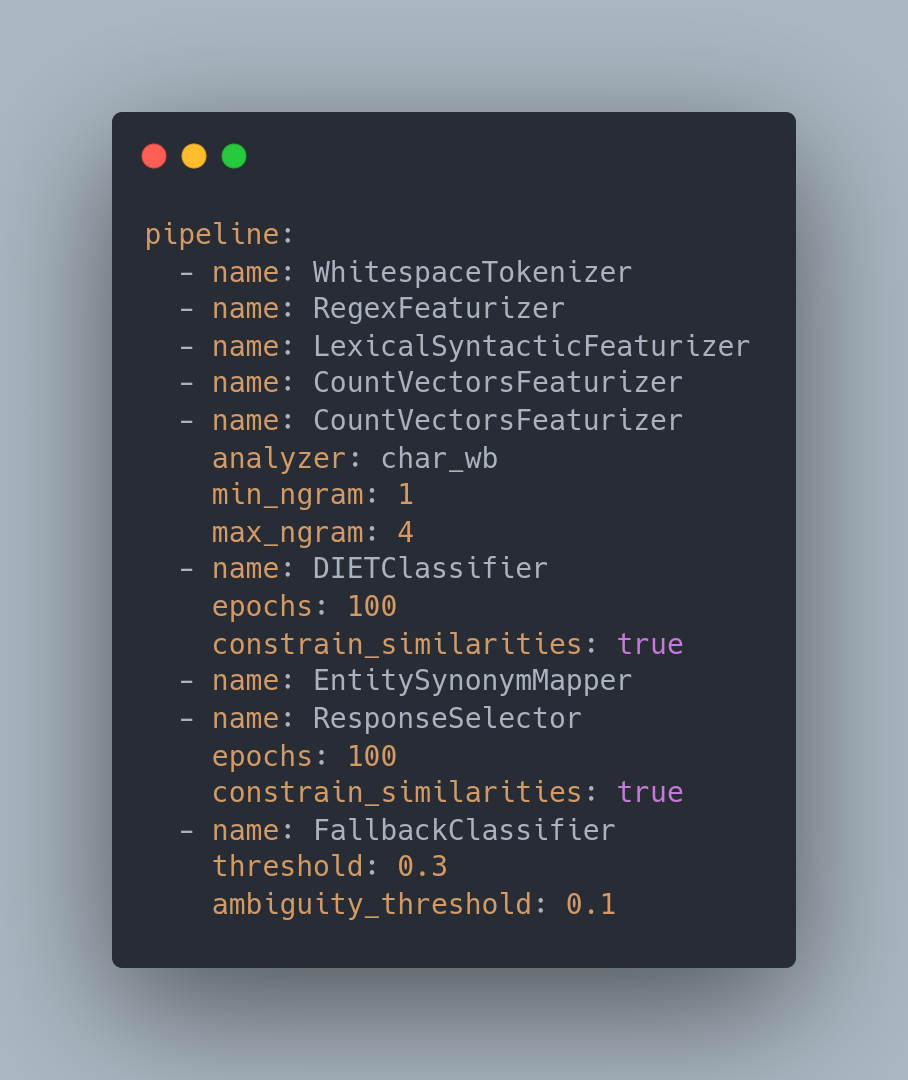 pipeline:
  - name: WhitespaceTokenizer
  - name: RegexFeaturizer
  - name: LexicalSyntacticFeaturizer
  - name: CountVectorsFeaturizer
  - name: CountVectorsFeaturizer
    analyzer: char_wb
    min_ngram: 1
    max_ngram: 4
  - name: DIETClassifier
    epochs: 100
    constrain_similarities: true
  - name: EntitySynonymMapper
  - name: ResponseSelector
    epochs: 100
    constrain_similarities: true
  - name: FallbackClassifier
    threshold: 0.3
    ambiguity_threshold: 0.1